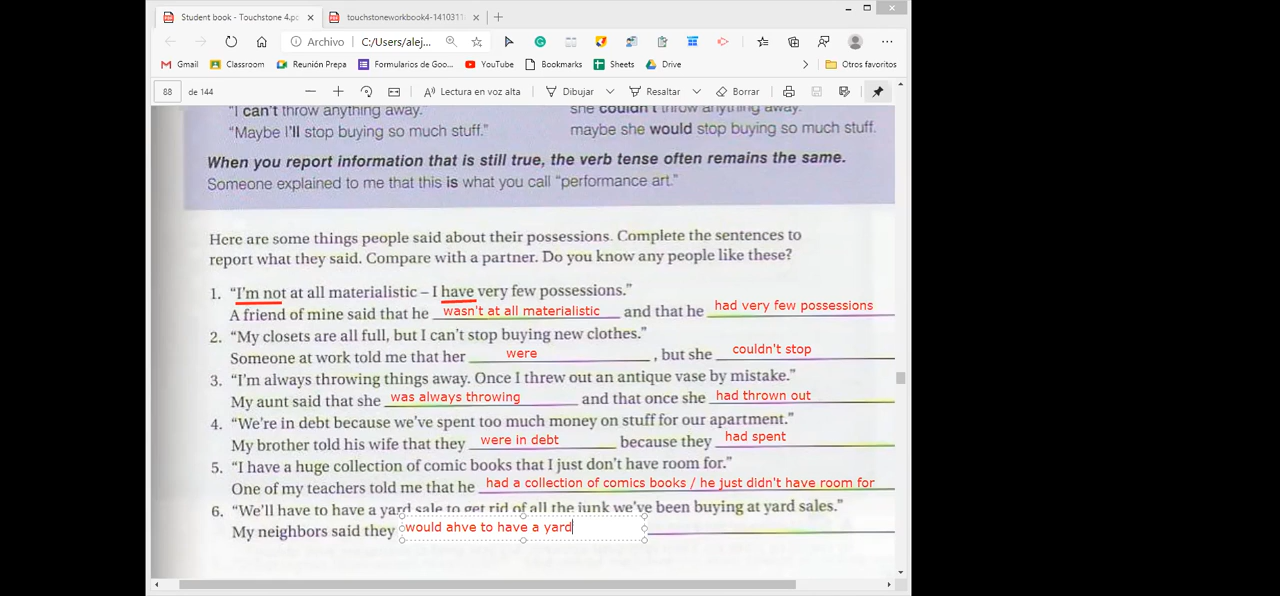 Student book - Touchstone 4.pc
touchstoneworkbook4-1410311
Archivo
C:/Users/alej...
Gmail
Classroom
Reunión Prepa
Formularios de Goo...
YouTube
Bookmarks
Sheets
Drive
Otros favoritos
88 de 144
Lectura en voz alta
Dibujar
Resaltar
Borrar
"I can't throw anything away." she couldn't throw anything away.
"Maybe I'll stop buying so much stuff." maybe she would stop buying so much stuff.
When you report information that is still true, the verb tense often remains the same.
Someone explained to me that this is what you call "performance art."
Here are some things people said about their possessions. Complete the sentences to
report what they said. Compare with a partner. Do you know any people like these?
1. "I'm not at all materialistic – I have very few possessions."
A friend of mine said that he wasn't at all materialistic and that he had very few possessions
2. "My closets are all full, but I can't stop buying new clothes."
Someone at work told me that her were , but she couldn't stop
3. "I'm always throwing things away. Once I threw out an antique vase by mistake."
My aunt said that she was always throwing and that once she had thrown out
4. "We're in debt because we've spent too much money on stuff for our apartment."
My brother told his wife that they were in debt because they had spent
5. "I have a huge collection of comic books that I just don't have room for."
One of my teachers told me that he had a collection of comics books / he just didn't have room for
6. "We'll have to have a yard sale to get rid of all the junk we've been buying at yard sales."
My neighbors said they would ahve to have a yard